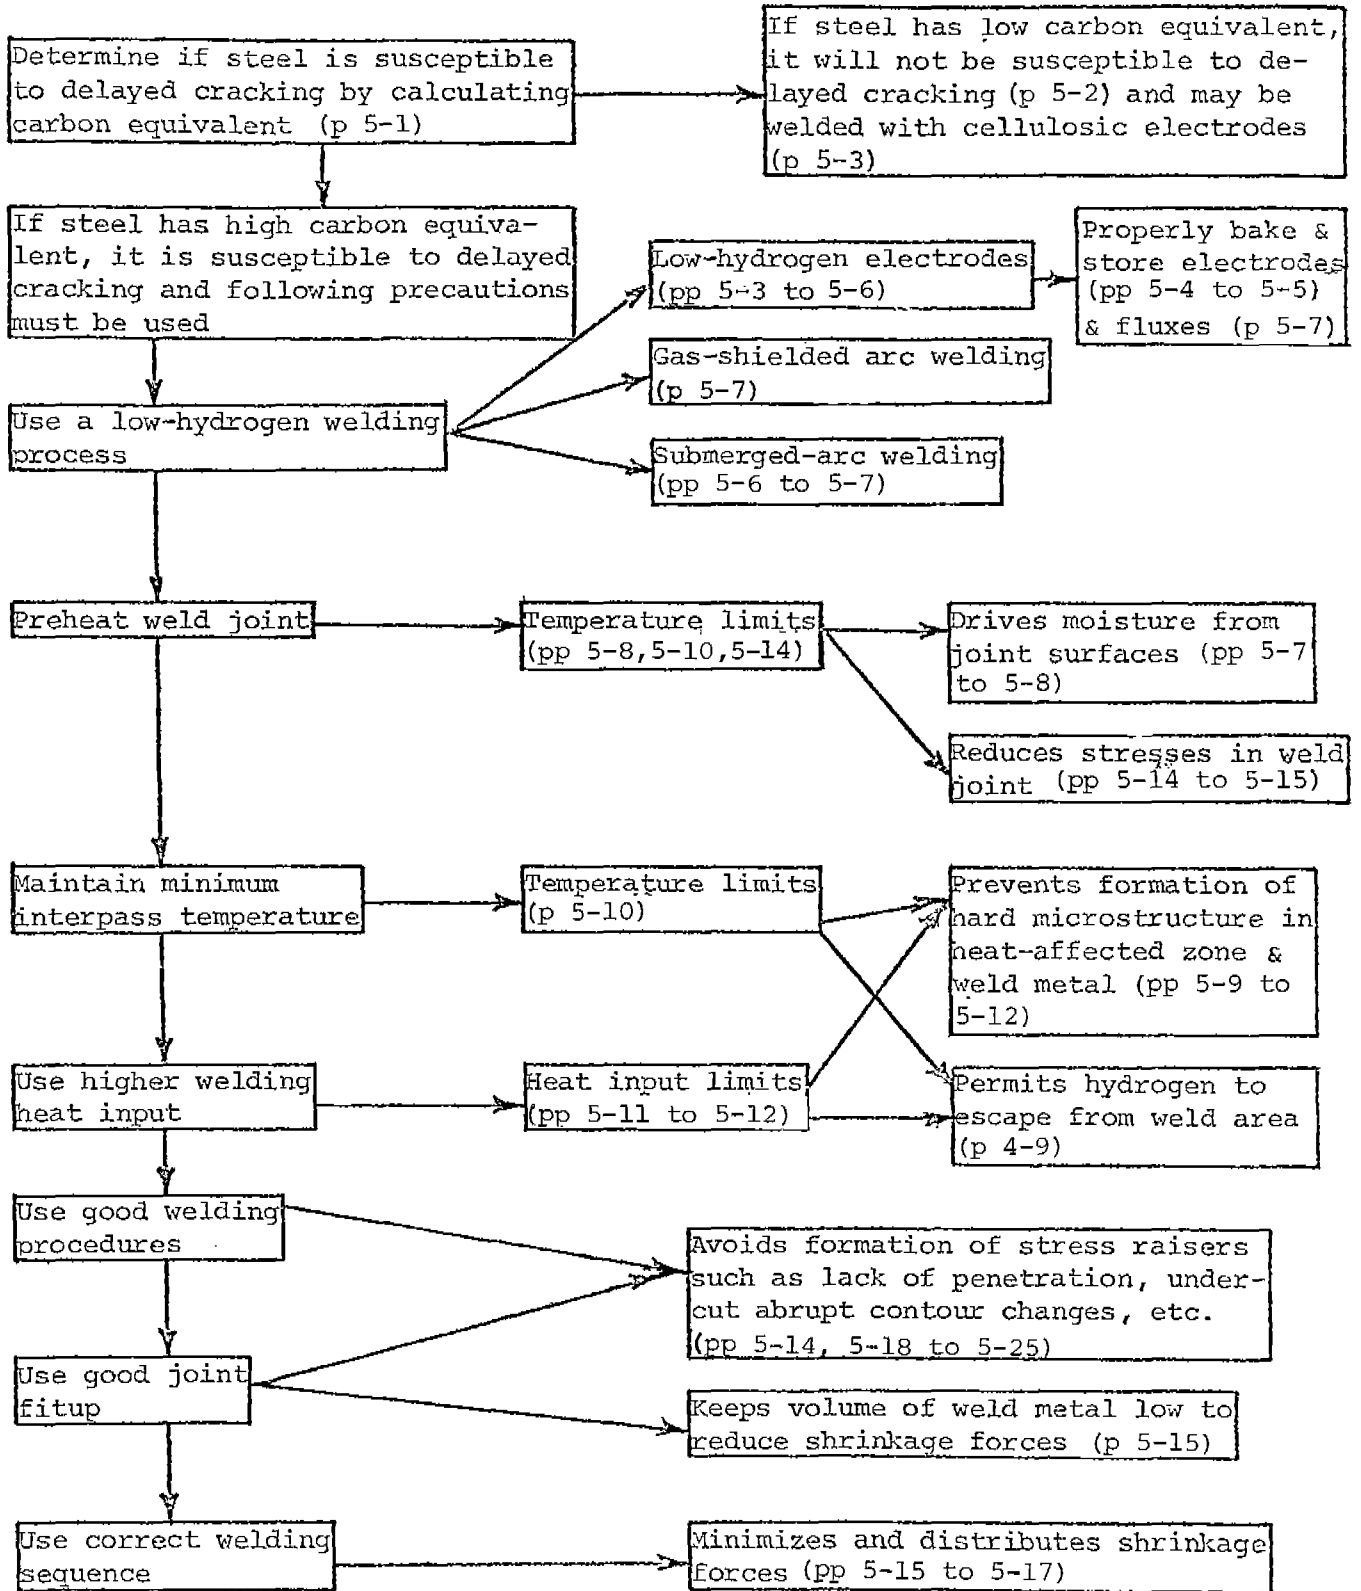 Determine if steel is susceptible
to delayed cracking by calculating
carbon equivalent (p 5-1)
If steel has low carbon equivalent,
it will not be susceptible to de-
layed cracking (p 5-2) and may be
welded with cellulosic electrodes
(p 5-3)
If steel has high carbon equiva-
lent, it is susceptible to delayed
cracking and following precautions
must be used
Low-hydrogen electrodes
(pp 5-3 to 5-6)
Properly bake &
store electrodes
(pp 5-4 to 5-5)
& fluxes (p 5-7)
Gas-shielded arc welding
(p 5-7)
Use a low-hydrogen welding
process
Submerged-arc welding
(pp 5-6 to 5-7)
Preheat weld joint
Temperature limits
(pp 5-8,5-10,5-14)
Drives moisture from
joint surfaces (pp 5-7
to 5-8)
Reduces stresses in weld
joint (pp 5-14 to 5-15)
Maintain minimum
interpass temperature
Temperature limits
(p 5-10)
Prevents formation of
hard microstructure in
heat-affected zone &
weld metal (pp 5-9 to
5-12)
Use higher welding
heat input
Heat input limits
(pp 5-11 to 5-12)
Permits hydrogen to
escape from weld area
(p 4-9)
Use good welding
procedures
Avoids formation of stress raisers
such as lack of penetration, under-
cut abrupt contour changes, etc.
(pp 5-14, 5-18 to 5-25)
Use good joint
fitup
Keeps volume of weld metal low to
reduce shrinkage forces (p 5-15)
Use correct welding
sequence
Minimizes and distributes shrinkage
forces (pp 5-15 to 5-17)